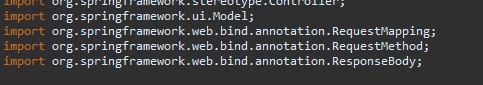 import org.springframework.stereotype.Controller;
import org.springframework.ui.Model;
import org.springframework.web.bind.annotation.RequestMapping;
import org.springframework.web.bind.annotation.RequestMethod;
import org.springframework.web.bind.annotation.ResponseBody;